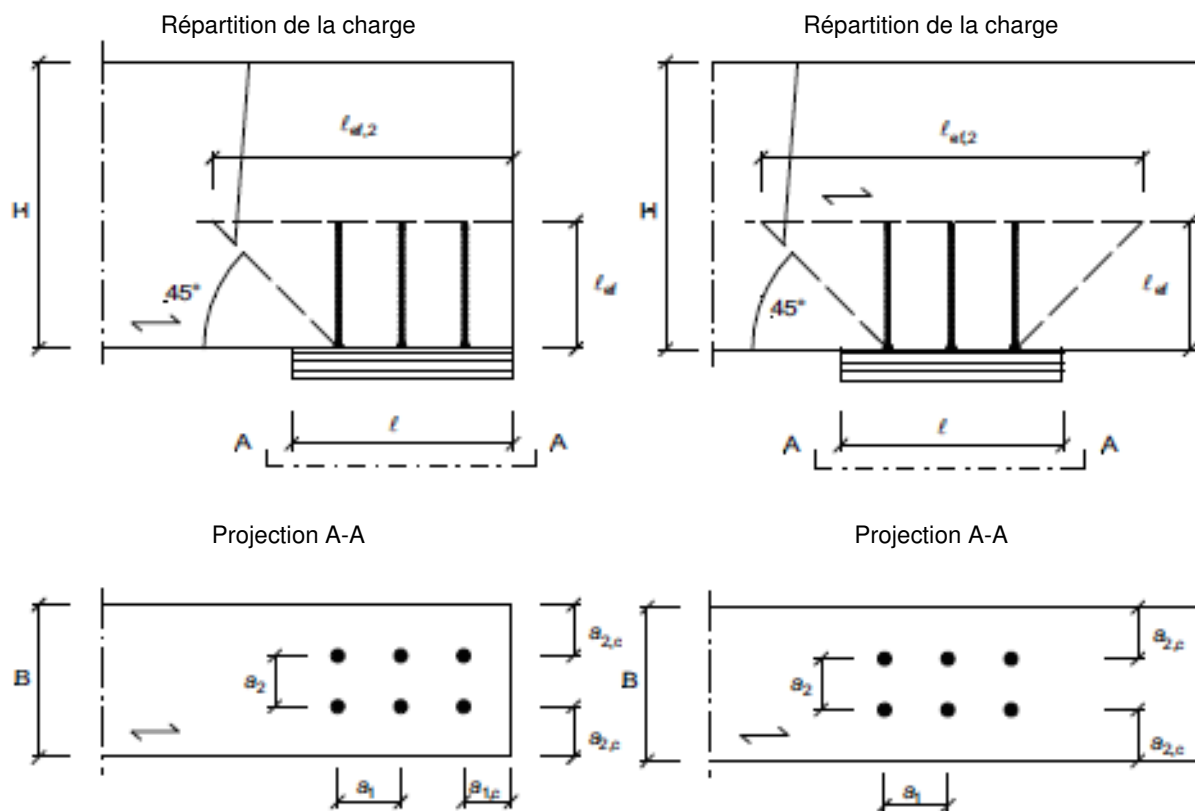 Répartition de la charge
Répartition de la charge
ℓef,2
ℓef,2
H
H
45°
ℓef
45°
ℓef
ℓ
ℓ
A
A
A
A
Projection A-A
Projection A-A
a2,c
a2,c
B
a2
B
a2
a2,c
a2,c
a1
a1,c
a1